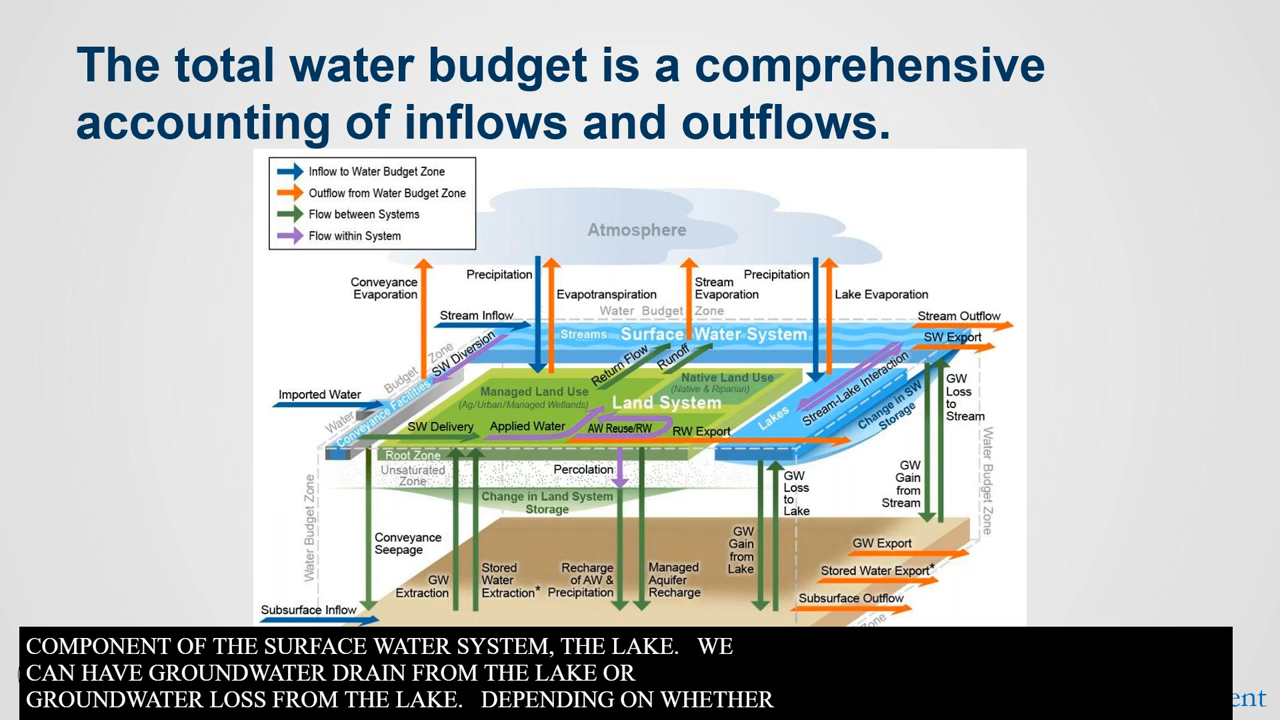 The total water budget is a comprehensive
accounting of inflows and outflows.
Inflow to Water Budget Zone
Outflow from Water Budget Zone
Flow between Systems
Flow within System
Atmosphere
Conveyance
Evaporation
Precipitation
Evapotranspiration
Stream
Evaporation
Precipitation
Lake Evaporation
Water Budget Zone
Stream Inflow
Streams
Surface Water System
Stream Outflow
SW Export
SW Diversion
Water Budget Zone
Imported Water
Conveyance Facilities
Return Flow
Runoff
Managed Land Use
(Ag/Urban/Managed Wetlands)
Native Land Use
(Native & Riparian)
Land System
Lakes
Stream-Lake Interaction
Change in SW
Storage
GW
Loss
to
Stream
SW Delivery
Applied Water
AW Reuse/RW
RW Export
Root Zone
Unsaturated
Zone
Percolation
Change in Land System
Storage
GW
Loss
to
Lake
GW
Gain
from
Stream
Water Budget Zone
Water Budget Zone
Conveyance
Seepage
GW
Extraction
Stored
Water
Extraction*
Recharge
of AW &
Precipitation
Managed
Aquifer
Recharge
GW
Gain
from
Lake
GW Export
Stored Water Export*
Subsurface Outflow
Subsurface Inflow
Zone
COMPONENT OF THE SURFACE WATER SYSTEM, THE LAKE. WE
CAN HAVE GROUNDWATER DRAIN FROM THE LAKE OR
GROUNDWATER LOSS FROM THE LAKE. DEPENDING ON WHETHER
ent